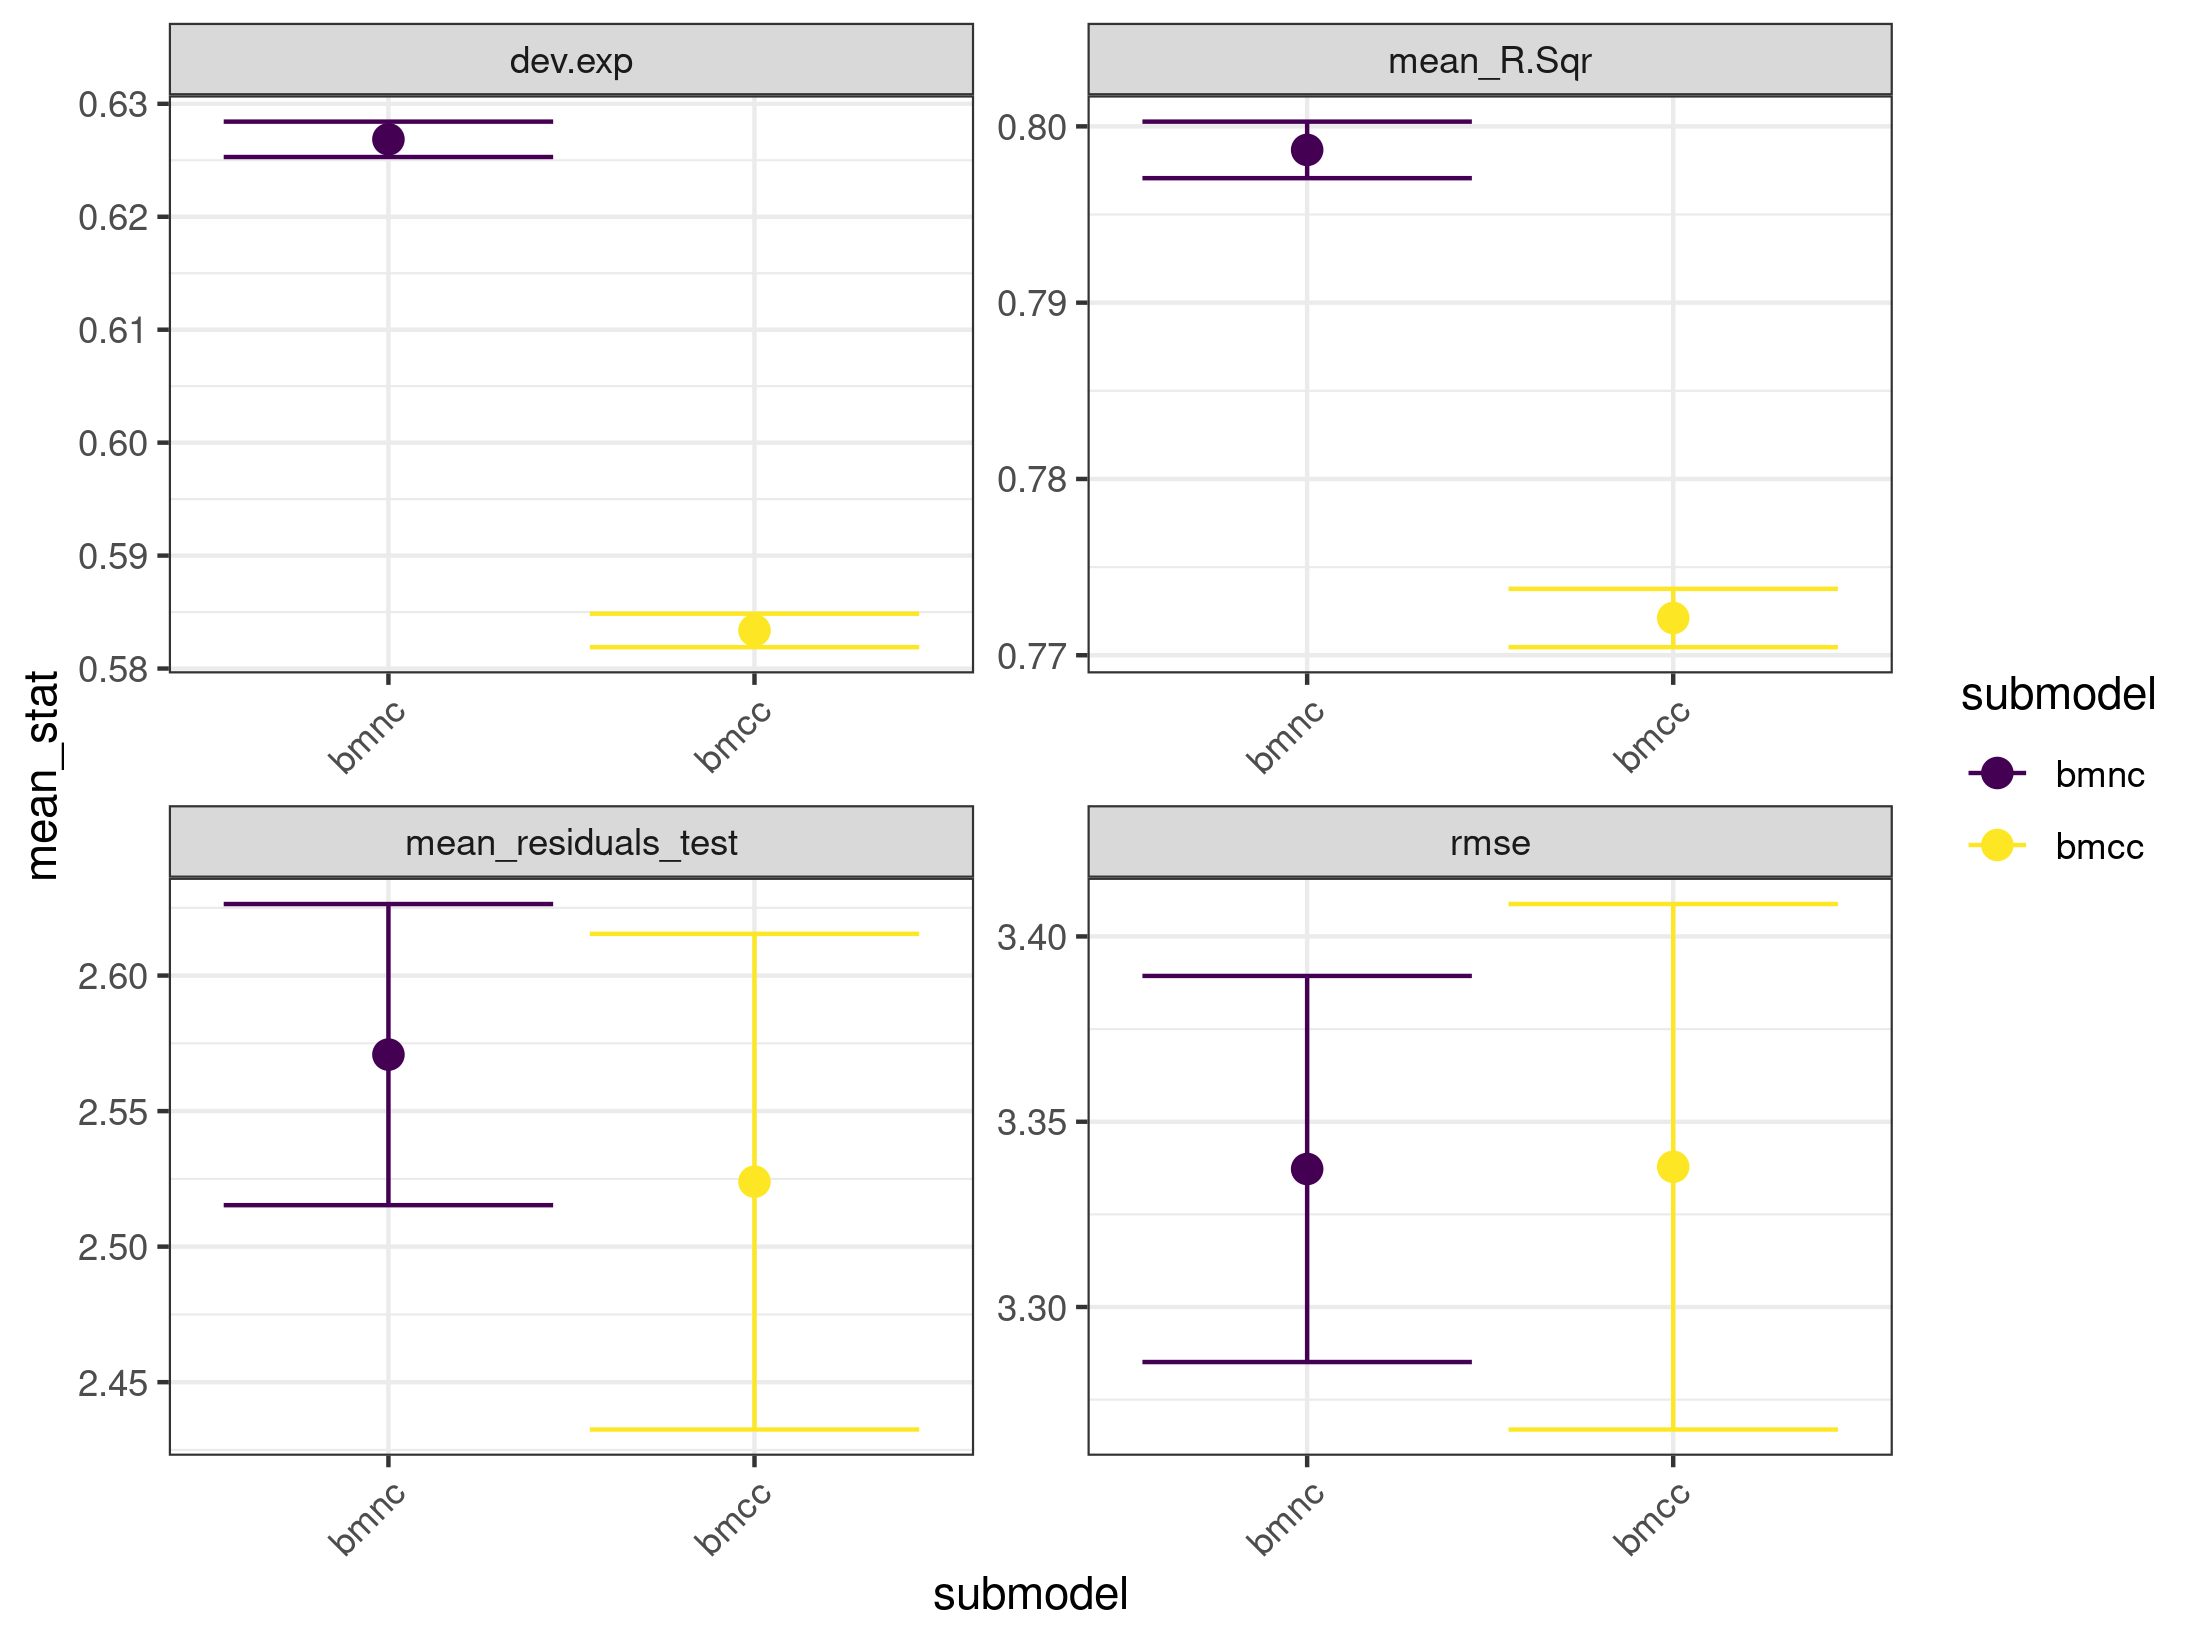 dev.exp
mean_R.Sqr
0.63
0.62
0.61
0.60
0.59
0.58
0.80
0.79
0.78
0.77
bmnc
bmcc
bmnc
bmcc
mean_stat
mean_residuals_test
rmse
2.60
2.55
2.50
2.45
3.40
3.35
3.30
bmnc
bmcc
bmnc
bmcc
submodel
submodel
bmnc
bmcc